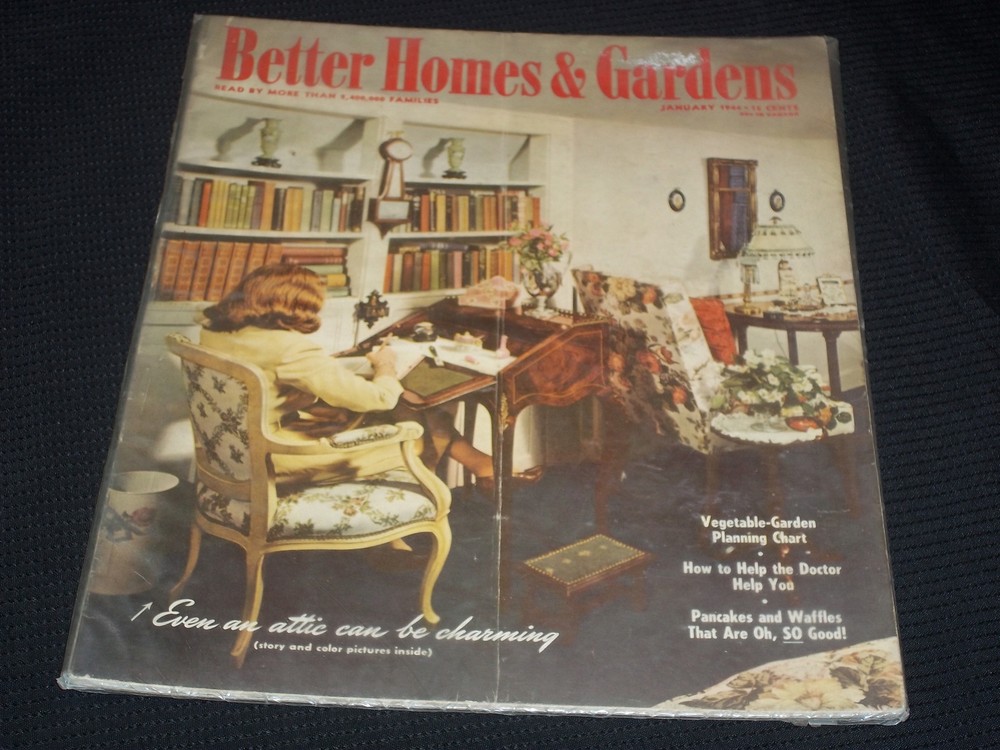 Better Homes & Gardens
READ BY MORE THAN FAMILIES
JANUARY 15 CENTS
Vegetable-Garden
Planning Chart
•
How to Help the Doctor
Help You
•
Pancakes and Waffles
That Are Oh, SO Good!
↑ Even an attic can be charming
(story and color pictures inside)